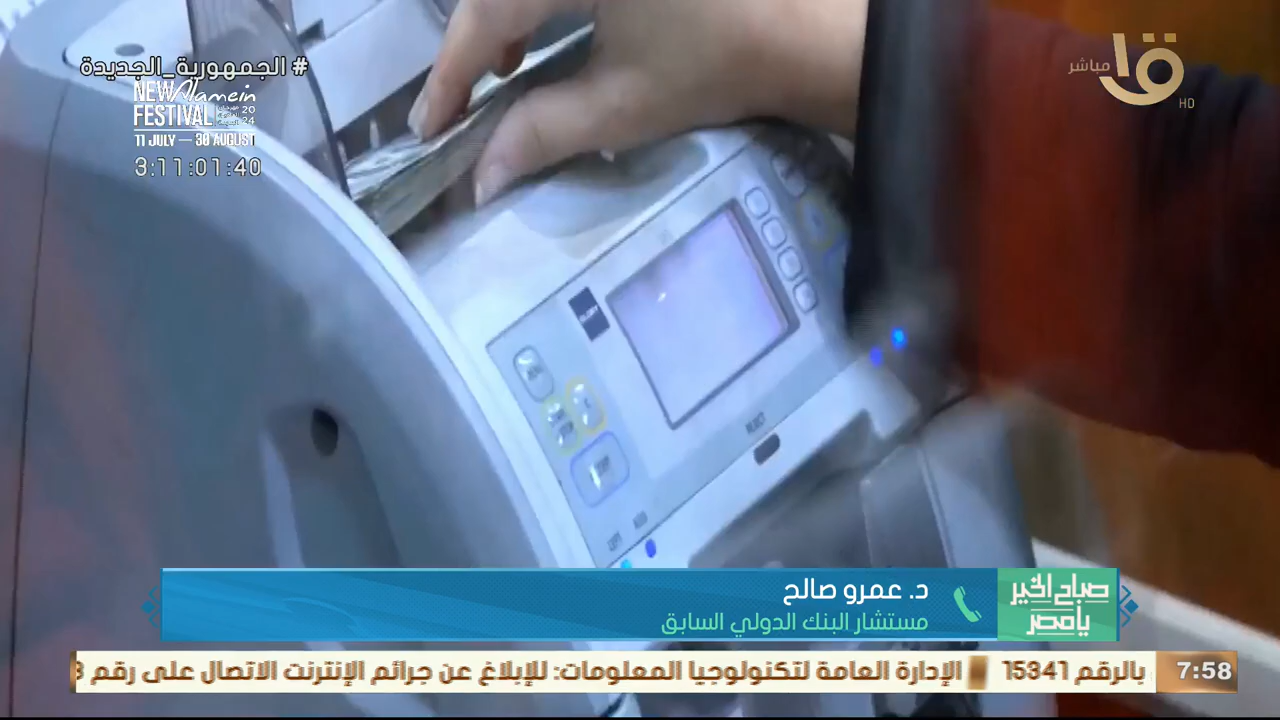 #الجمهورية_الجديدة
NEW Alamein
FESTIVAL
11 JULY — 30 AUGUST
3:11:01:40
مباشر
HD
GLORY
صباح الخير
يا مصر
د. عمرو صالح
مستشار البنك الدولي السابق
بالرقم 15341 الإدارة العامة لتكنولوجيا المعلومات: للإبلاغ عن جرائم الإنترنت الاتصال على رقم
7:58